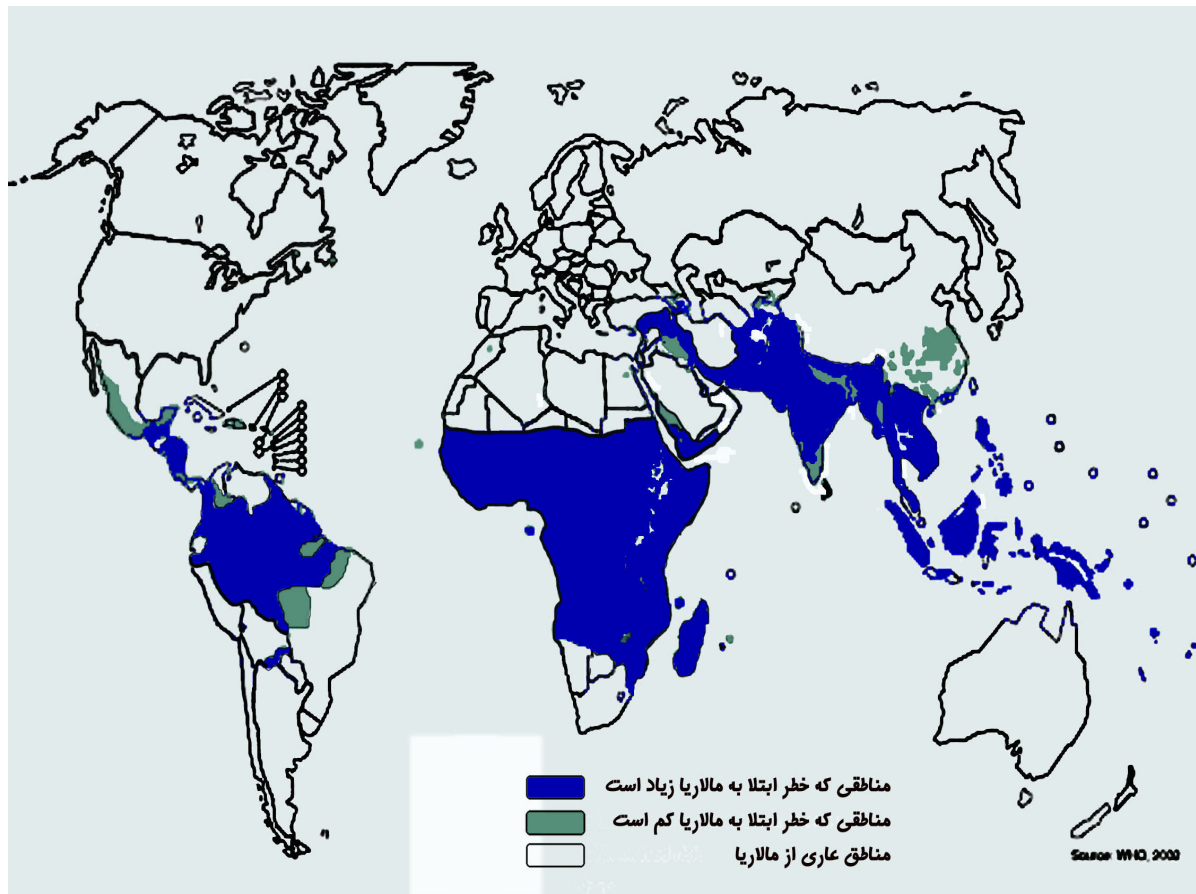 مناطقی که خطر ابتلا به مالاریا زیاد است
مناطقی که خطر ابتلا به مالاریا کم است
مناطق عاری از مالاریا
Source: WHO, 2003